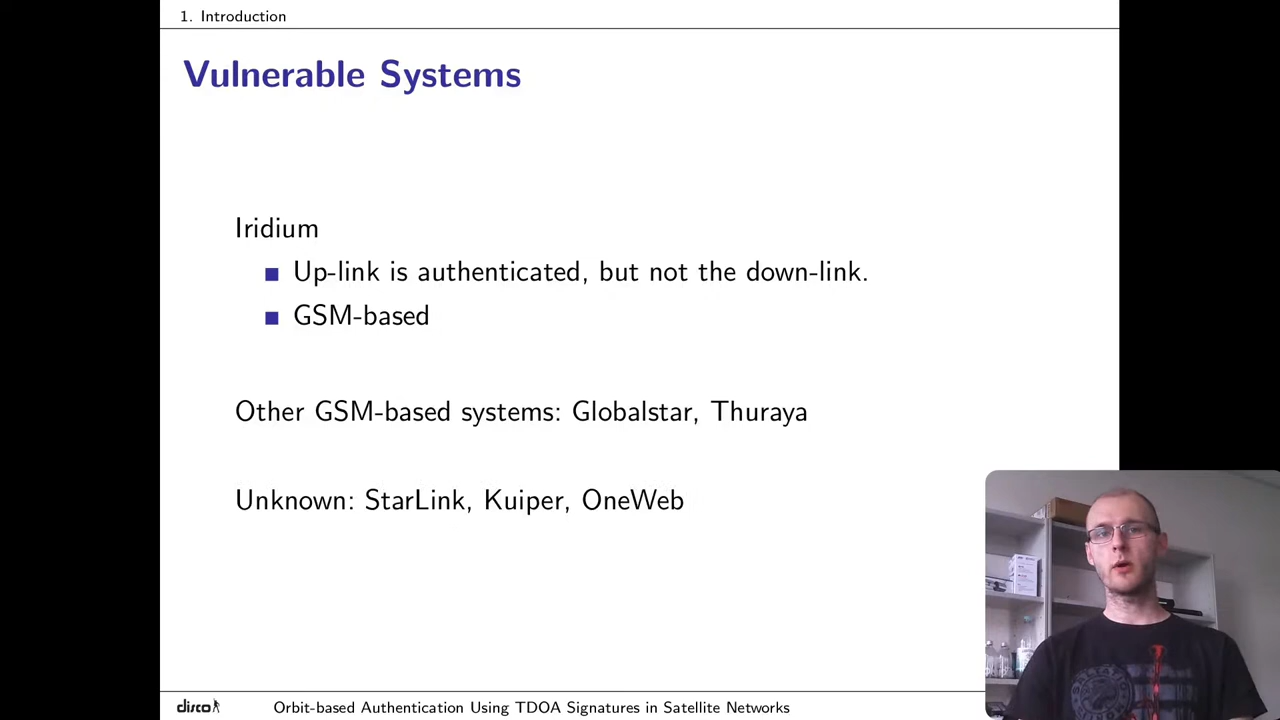 1. Introduction
Vulnerable Systems
Iridium
Up-link is authenticated, but not the down-link.
GSM-based
Other GSM-based systems: Globalstar, Thuraya
Unknown: StarLink, Kuiper, OneWeb
disco
Orbit-based Authentication Using TDOA Signatures in Satellite Networks